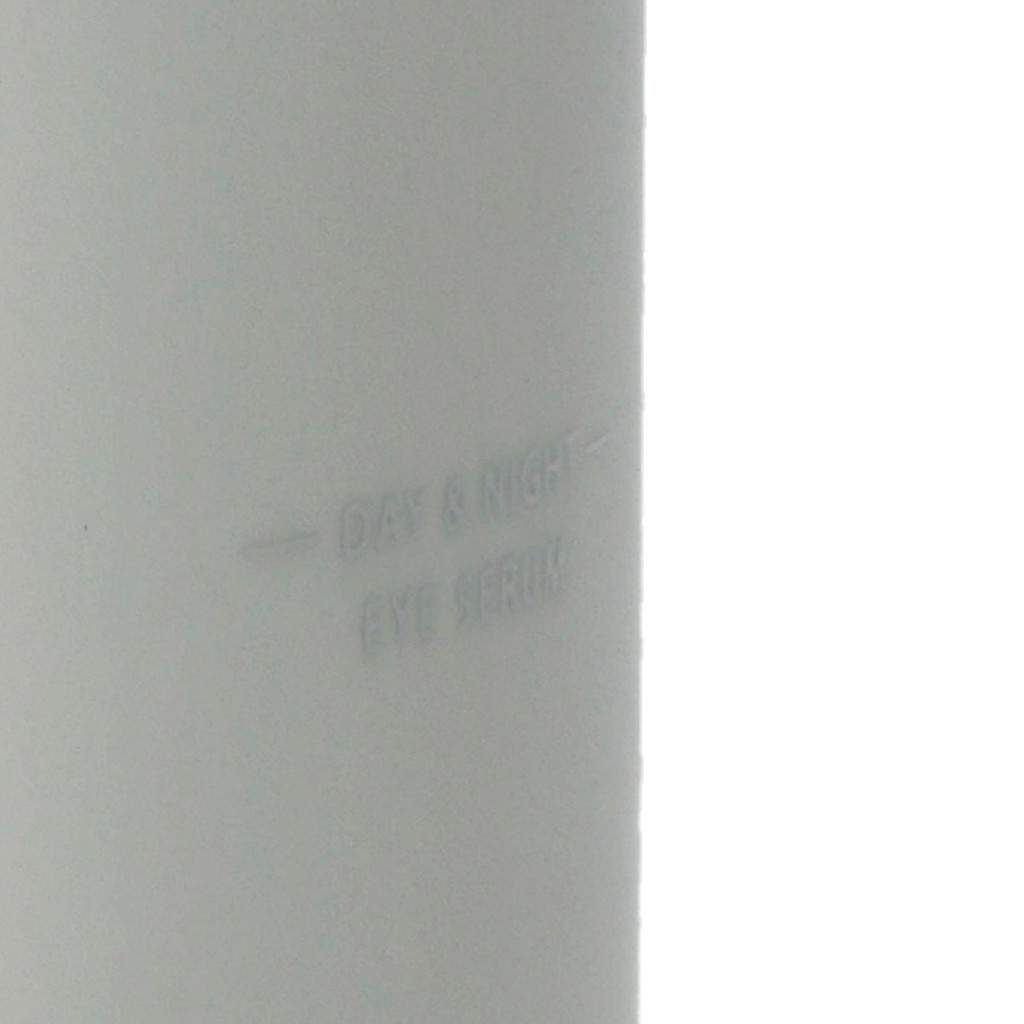 — DAY & NIGHT —
EYE SERUM